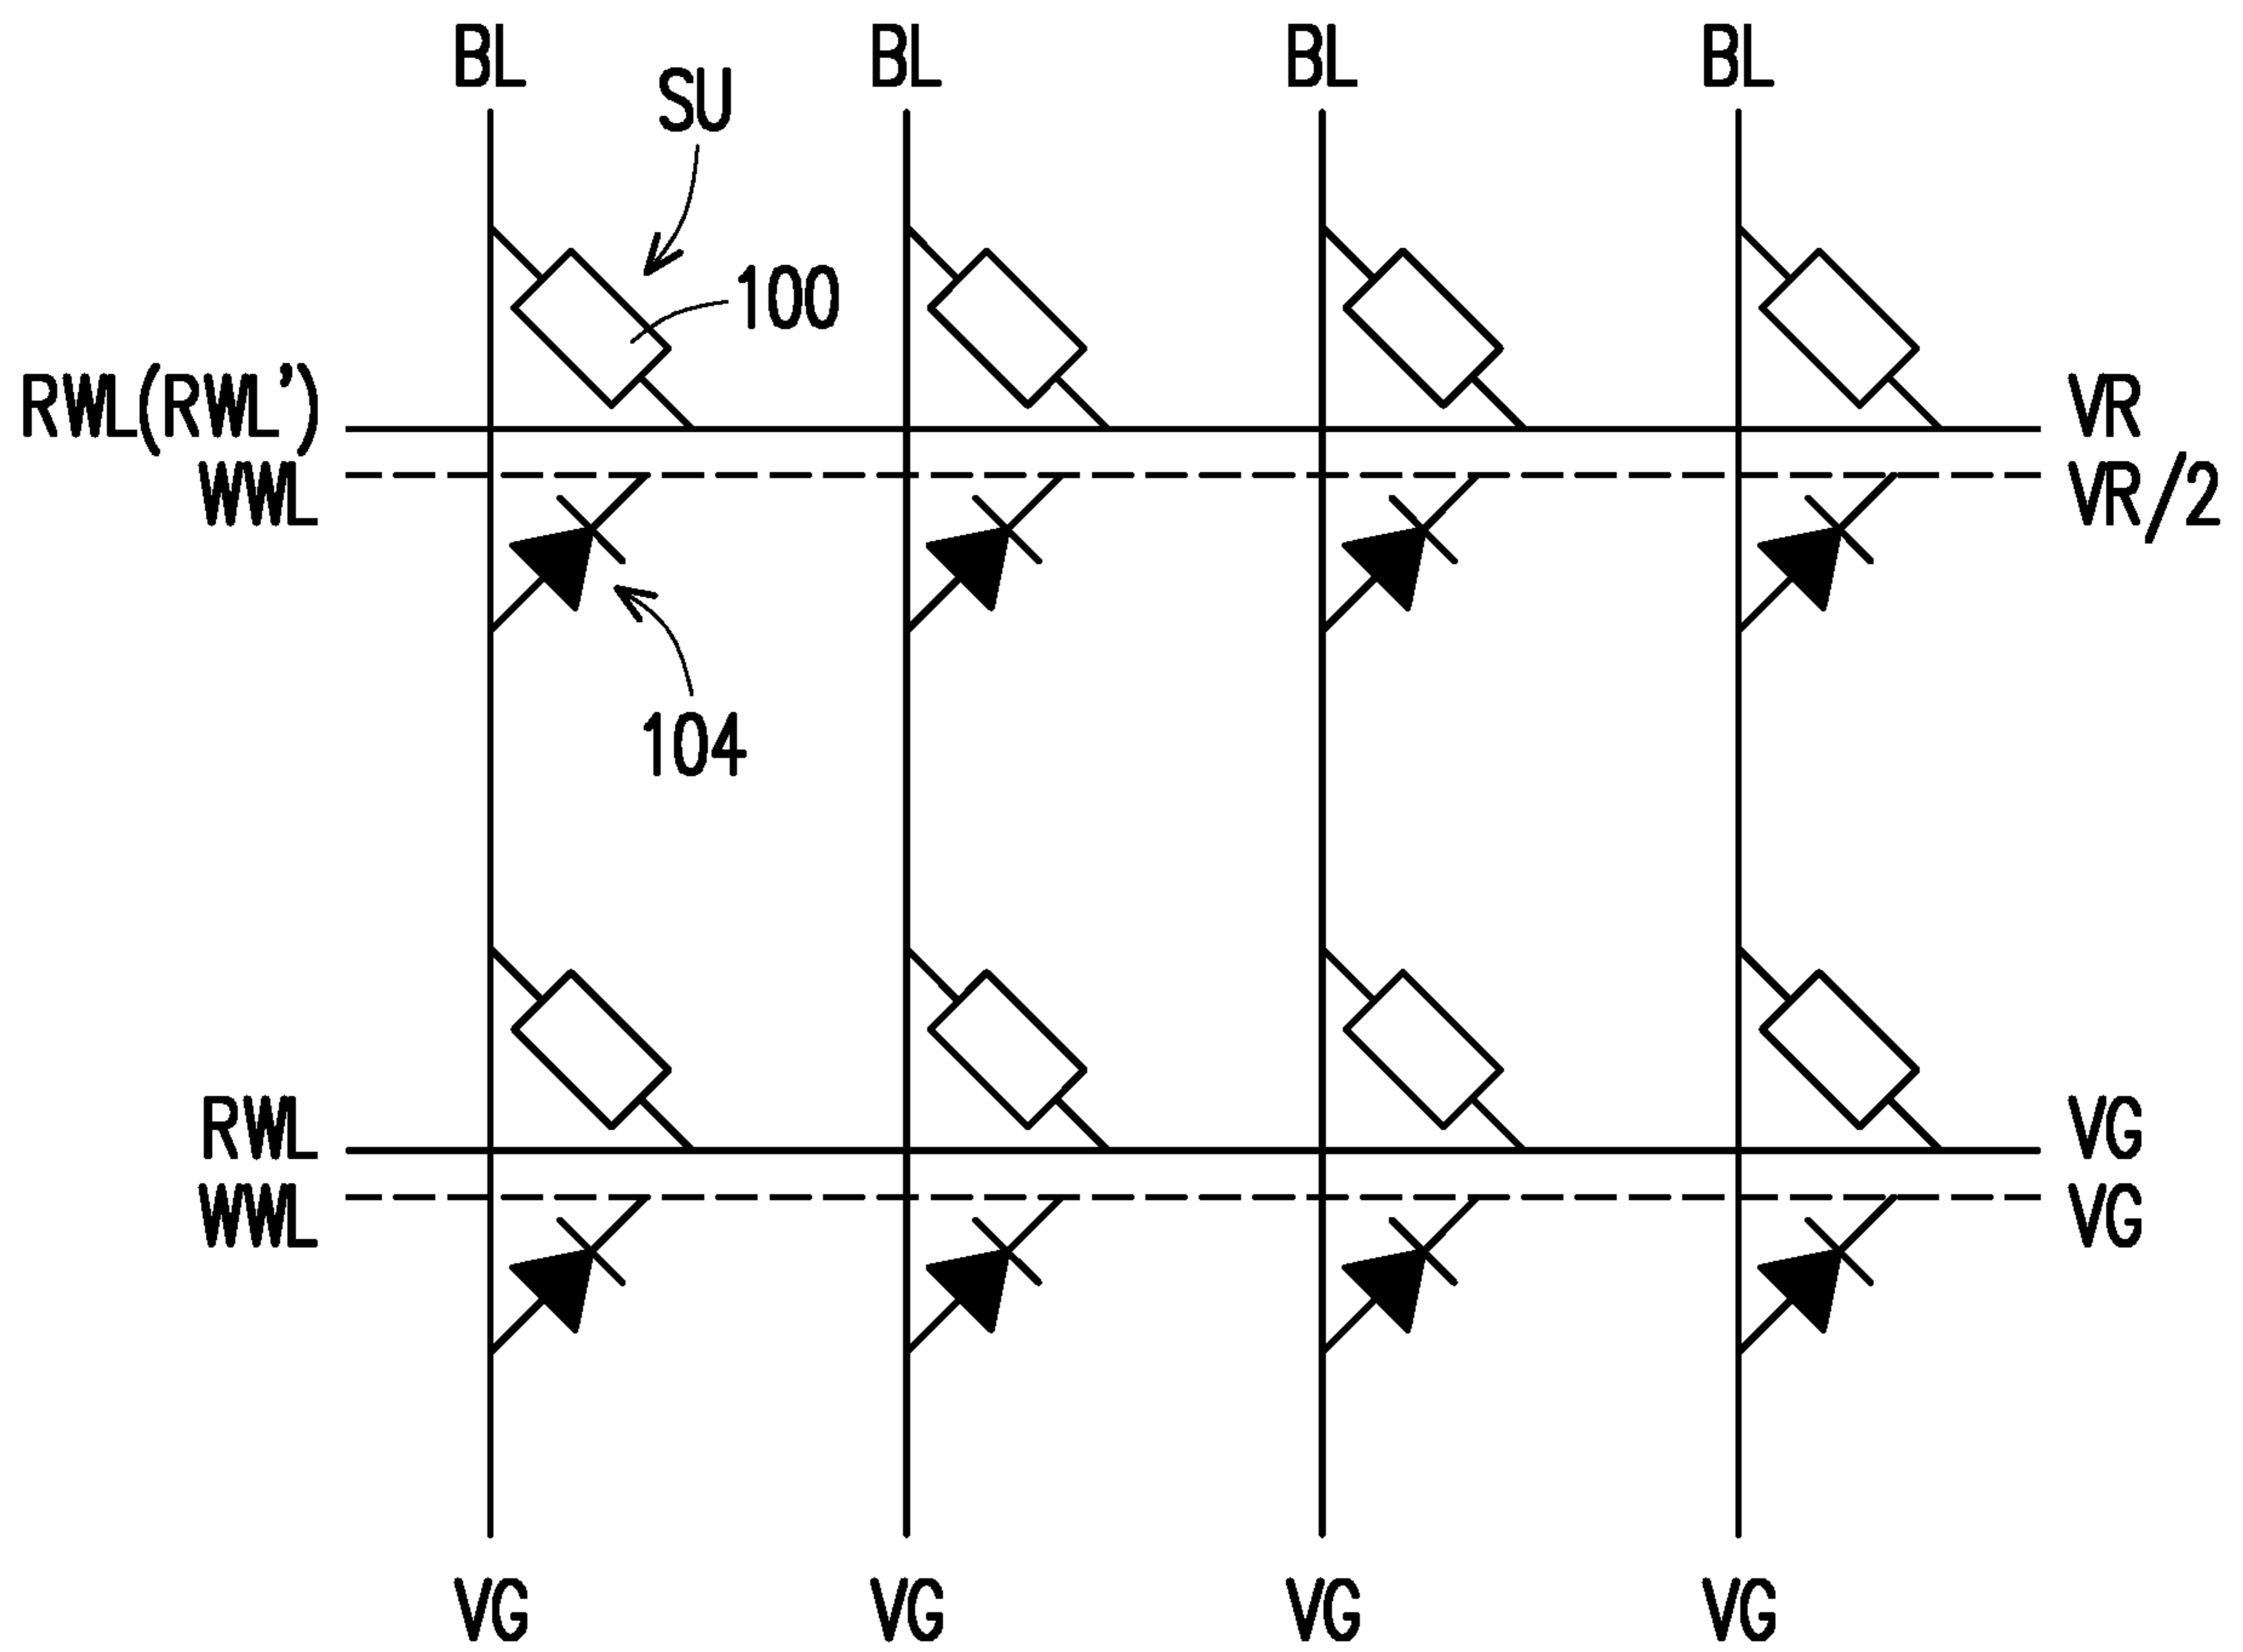 BL BL BL BL
SU
100
RWL(RWL') VR
WWL VR/2
104
RWL VG
WWL VG
VG VG VG VG